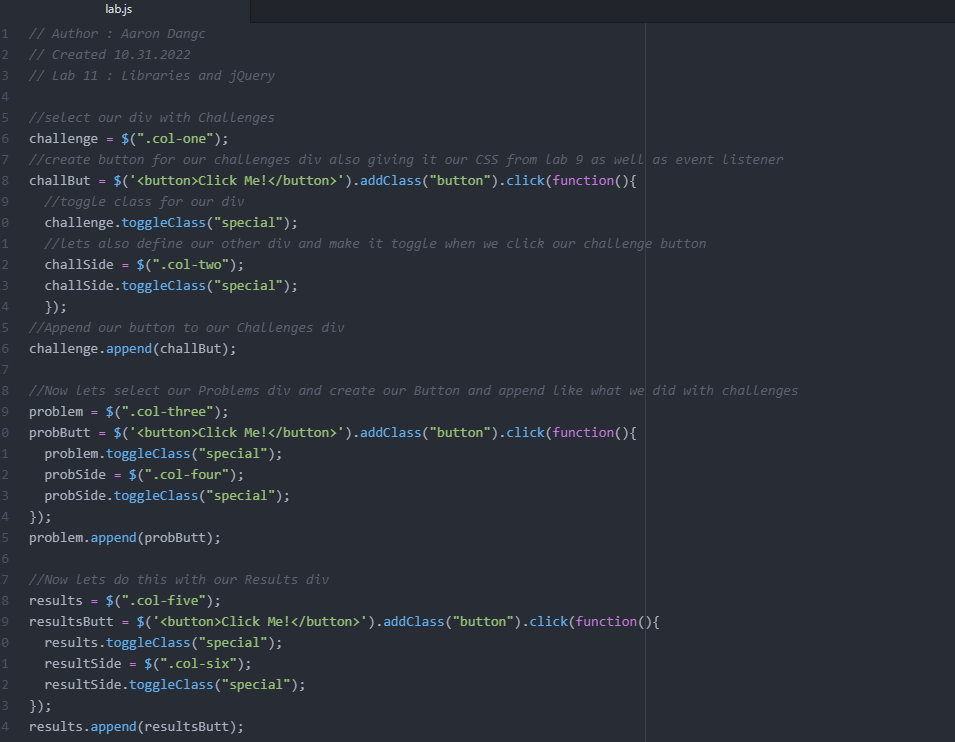 lab.js
1 // Author : Aaron Dangc
2 // Created 10.31.2022
3 // Lab 11 : Libraries and jQuery
4
5 //select our div with Challenges
6 challenge = $(".col-one");
7 //create button for our challenges div also giving it our CSS from lab 9 as well as event listener
8 challBut = $('<button>Click Me!</button>').addClass("button").click(function(){
9 //toggle class for our div
0 challenge.toggleClass("special");
1 //lets also define our other div and make it toggle when we click our challenge button
2 challSide = $(".col-two");
3 challSide.toggleClass("special");
4 });
5 //Append our button to our Challenges div
6 challenge.append(challBut);
7
8 //Now lets select our Problems div and create our Button and append like what we did with challenges
9 problem = $(".col-three");
0 probButt = $('<button>Click Me!</button>').addClass("button").click(function(){
1 problem.toggleClass("special");
2 probSide = $(".col-four");
3 probSide.toggleClass("special");
4 });
5 problem.append(probButt);
6
7 //Now lets do this with our Results div
8 results = $(".col-five");
9 resultsButt = $('<button>Click Me!</button>').addClass("button").click(function(){
0 results.toggleClass("special");
1 resultSide = $(".col-six");
2 resultSide.toggleClass("special");
3 });
4 results.append(resultsButt);